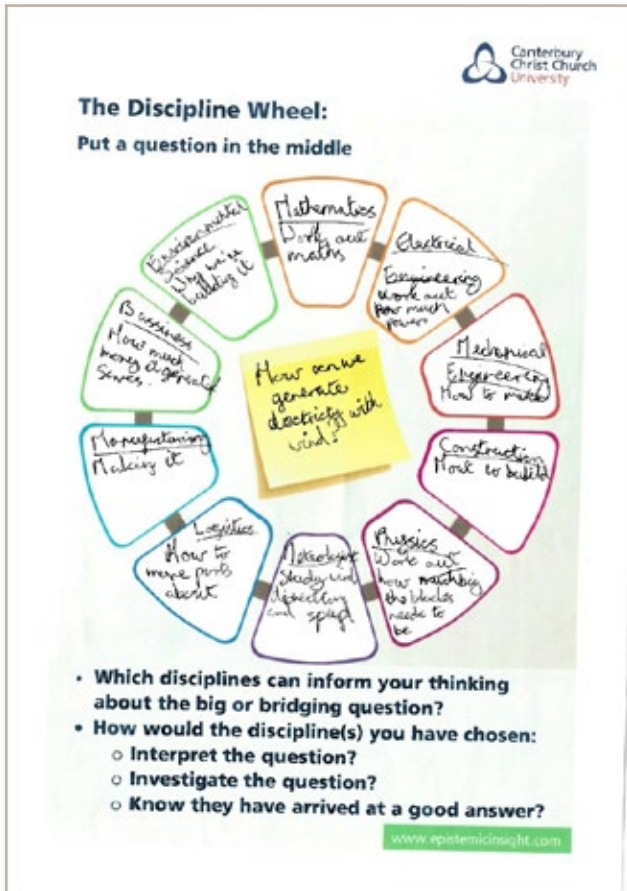 Canterbury
Christ Church
University
The Discipline Wheel:
Put a question in the middle
Mathematics
Work out
maths
Electrical
Engineering
work out
how much
power
Mechanical
Engineering
How to make
Construction
How to build
Physics
Work out
how much big
the blades
needs to
be
Study wind
direction
and speed
Logistics
How to
move parts
about
Manufacturing
Making it
Bussiness
How much
money it generates
Saves
Environmental
Science
Why we're
building it
How can we
generate
electricity with
wind?
• Which disciplines can inform your thinking
about the big or bridging question?
• How would the discipline(s) you have chosen:
o Interpret the question?
o Investigate the question?
o Know they have arrived at a good answer?
www.epistemicinsight.com